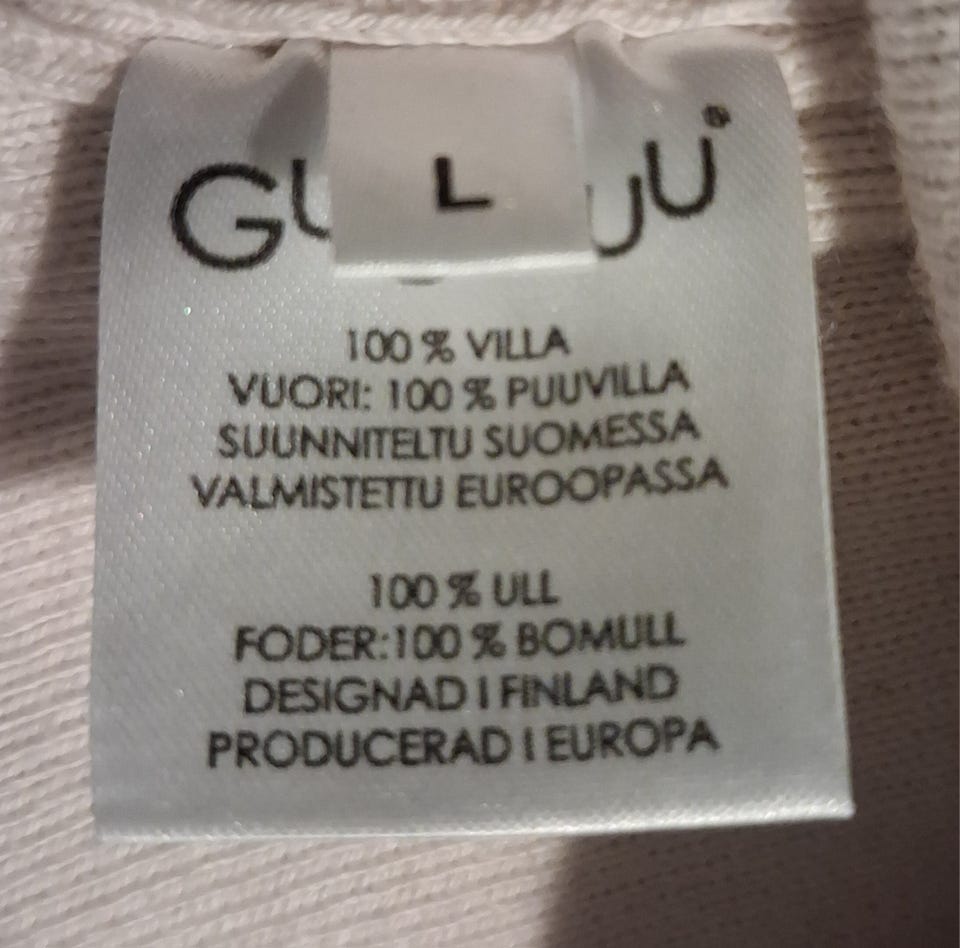 L
100 % VILLA
VUORI: 100 % PUUVILLA
SUUNNITELTU SUOMESSA
VALMISTETTU EUROOPASSA
100 % ULL
FODER:100 % BOMULL
DESIGNAD I FINLAND
PRODUCERAD I EUROPA